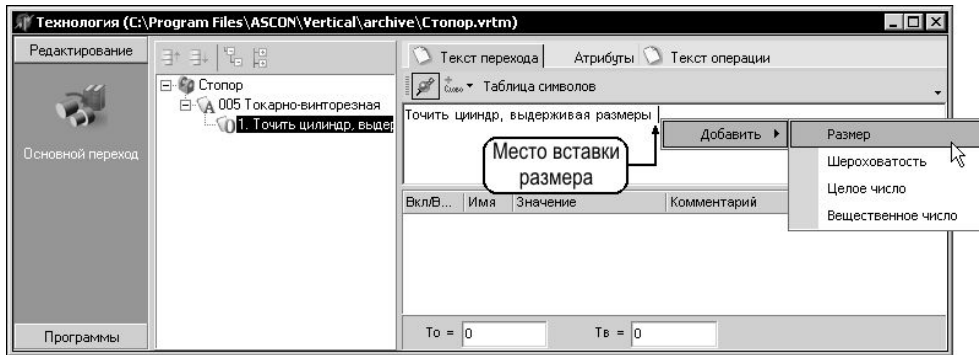 Технология (C:\Program Files\ASCON\Vertical\archive\Стопор.vrtm)
Редактирование
Основной переход
Программы
Стопор
005 Токарно-винторезная
1. Точить цилиндр, выдер
Текст перехода Атрибуты Текст операции
Слово Таблица символов
Точить циндр, выдерживая размеры
Место вставки
размера
Добавить
Размер
Шероховатость
Целое число
Вещественное число
Вкл/В... Имя Значение Комментарий
То = 0 Тв = 0